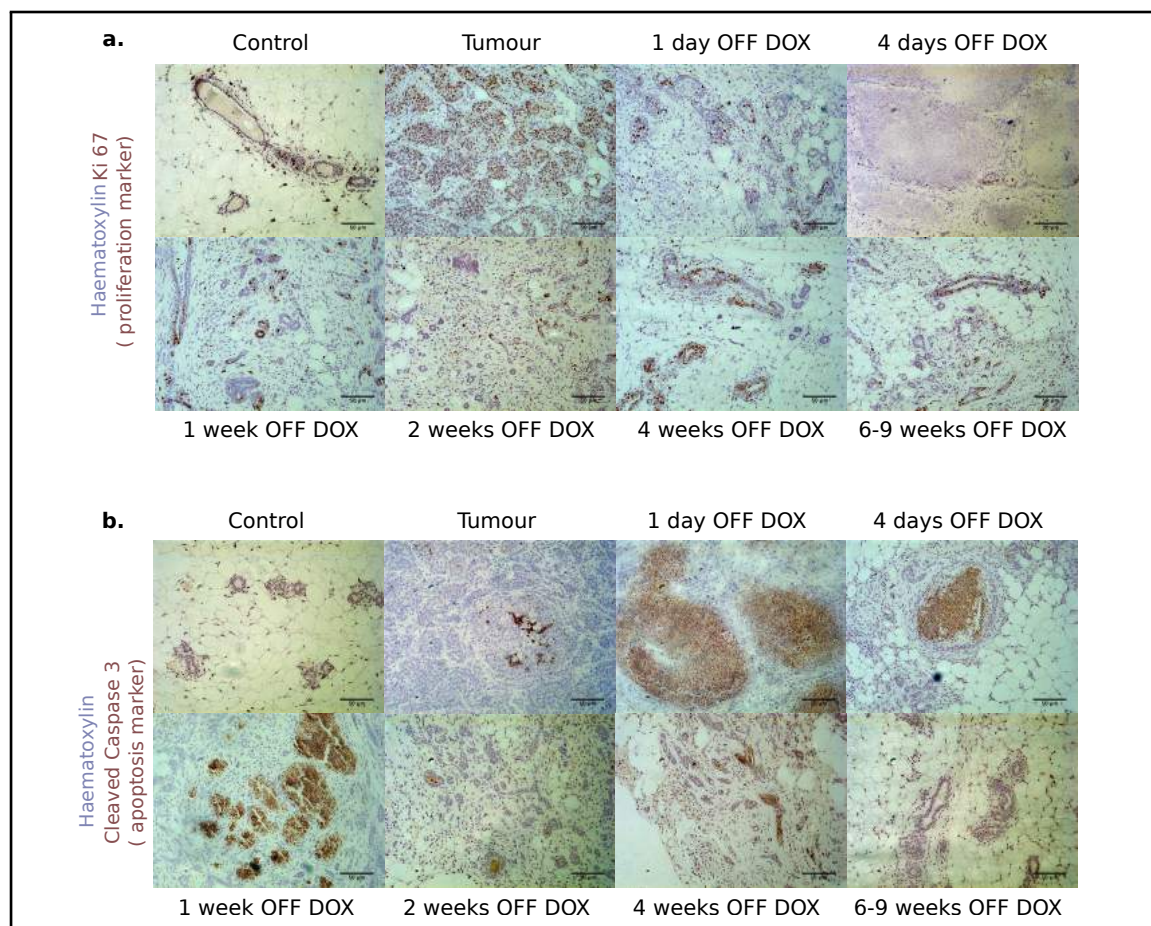 a.
Control
Tumour
1 day OFF DOX
4 days OFF DOX
Haematoxylin Ki 67
( proliferation marker)
1 week OFF DOX
2 weeks OFF DOX
4 weeks OFF DOX
6-9 weeks OFF DOX
b.
Control
Tumour
1 day OFF DOX
4 days OFF DOX
Haematoxylin
Cleaved Caspase 3
( apoptosis marker)
1 week OFF DOX
2 weeks OFF DOX
4 weeks OFF DOX
6-9 weeks OFF DOX